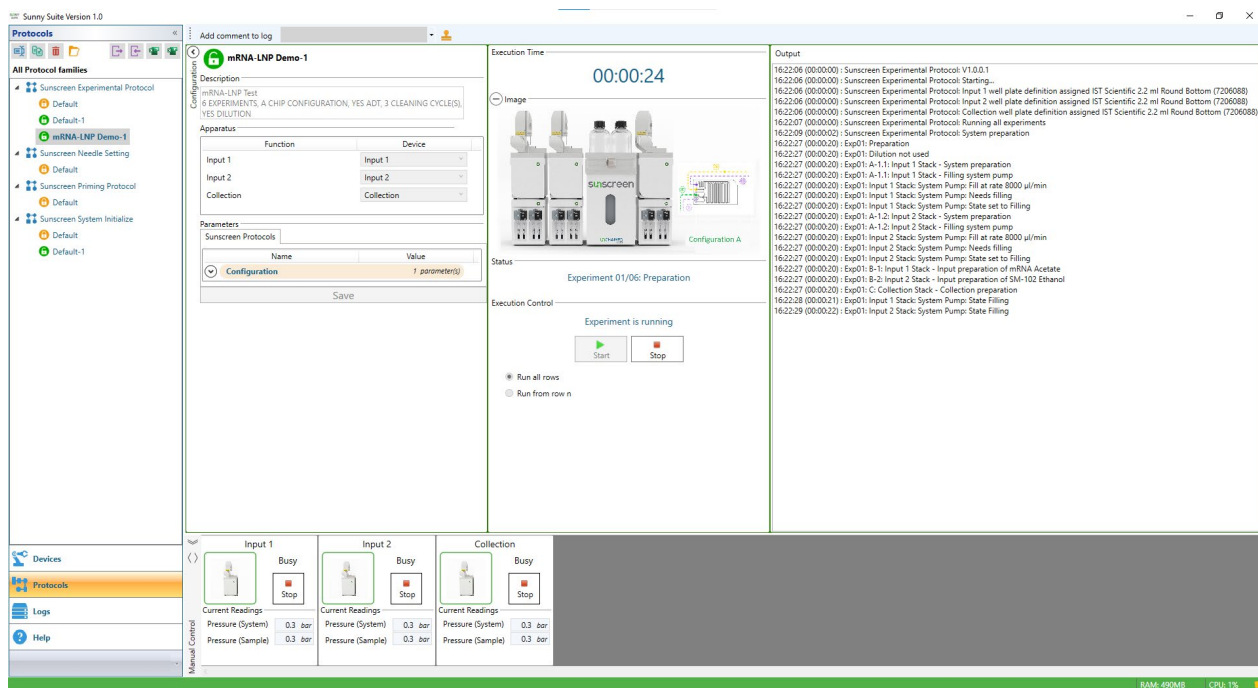 Sunny Suite Version 1.0
Protocols
All Protocol families
Sunscreen Experimental Protocol
Default
Default-1
mRNA-LNP Demo-1
Sunscreen Needle Setting
Default
Sunscreen Priming Protocol
Default
Sunscreen System Initialize
Default
Default-1
Devices
Protocols
Logs
Help
Add comment to log
Configuration
mRNA-LNP Demo-1
Description
mRNA-LNP Test
6 EXPERIMENTS, A CHIP CONFIGURATION, YES ADT, 3 CLEANING CYCLE(S),
YES DILUTION
Apparatus
Function Device
Input 1 Input 1
Input 2 Input 2
Collection Collection
Parameters
Sunscreen Protocols
Name Value
Configuration 1 parameter(s)
Save
Execution Time
00:00:24
Image
sunscreen
Configuration A
Status
Experiment 01/06: Preparation
Execution Control
Experiment is running
Start Stop
Run all rows
Run from row n
Output
16:22:06 (00:00:00) : Sunscreen Experimental Protocol: V1.0.0.1
16:22:06 (00:00:00) : Sunscreen Experimental Protocol: Starting...
16:22:06 (00:00:00) : Sunscreen Experimental Protocol: Input 1 well plate definition assigned IST Scientific 2.2 ml Round Bottom (7206088)
16:22:06 (00:00:00) : Sunscreen Experimental Protocol: Input 2 well plate definition assigned IST Scientific 2.2 ml Round Bottom (7206088)
16:22:06 (00:00:00) : Sunscreen Experimental Protocol: Collection well plate definition assigned IST Scientific 2.2 ml Round Bottom (7206088)
16:22:07 (00:00:00) : Sunscreen Experimental Protocol: Running all experiments
16:22:09 (00:00:02) : Sunscreen Experimental Protocol: System preparation
16:22:27 (00:00:20) : Exp01: Preparation
16:22:27 (00:00:20) : Exp01: Dilution not used
16:22:27 (00:00:20) : Exp01: A-1.1: Input 1 Stack - System preparation
16:22:27 (00:00:20) : Exp01: A-1.1: Input 1 Stack - Filling system pump
16:22:27 (00:00:20) : Exp01: Input 1 Stack: System Pump: Fill at rate 8000 µl/min
16:22:27 (00:00:20) : Exp01: Input 1 Stack: System Pump: Needs filling
16:22:27 (00:00:20) : Exp01: Input 1 Stack: System Pump: State set to Filling
16:22:27 (00:00:20) : Exp01: A-1.2: Input 2 Stack - System preparation
16:22:27 (00:00:20) : Exp01: A-1.2: Input 2 Stack - Filling system pump
16:22:27 (00:00:20) : Exp01: Input 2 Stack: System Pump: Fill at rate 8000 µl/min
16:22:27 (00:00:20) : Exp01: Input 2 Stack: System Pump: Needs filling
16:22:27 (00:00:20) : Exp01: Input 2 Stack: System Pump: State set to Filling
16:22:27 (00:00:20) : Exp01: B-1: Input 1 Stack - Input preparation of mRNA Acetate
16:22:27 (00:00:20) : Exp01: B-2: Input 2 Stack - Input preparation of SM-102 Ethanol
16:22:27 (00:00:20) : Exp01: C: Collection Stack - Collection preparation
16:22:28 (00:00:21) : Exp01: Input 1 Stack: System Pump: State Filling
16:22:29 (00:00:22) : Exp01: Input 2 Stack: System Pump: State Filling
Manual Control
Input 1
Busy
Stop
Current Readings
Pressure (System) 0.3 bar
Pressure (Sample) 0.3 bar
Input 2
Busy
Stop
Current Readings
Pressure (System) 0.3 bar
Pressure (Sample) 0.3 bar
Collection
Busy
Stop
Current Readings
Pressure (System) 0.3 bar
Pressure (Sample) 0.3 bar
RAM: 490MB CPU: 1%